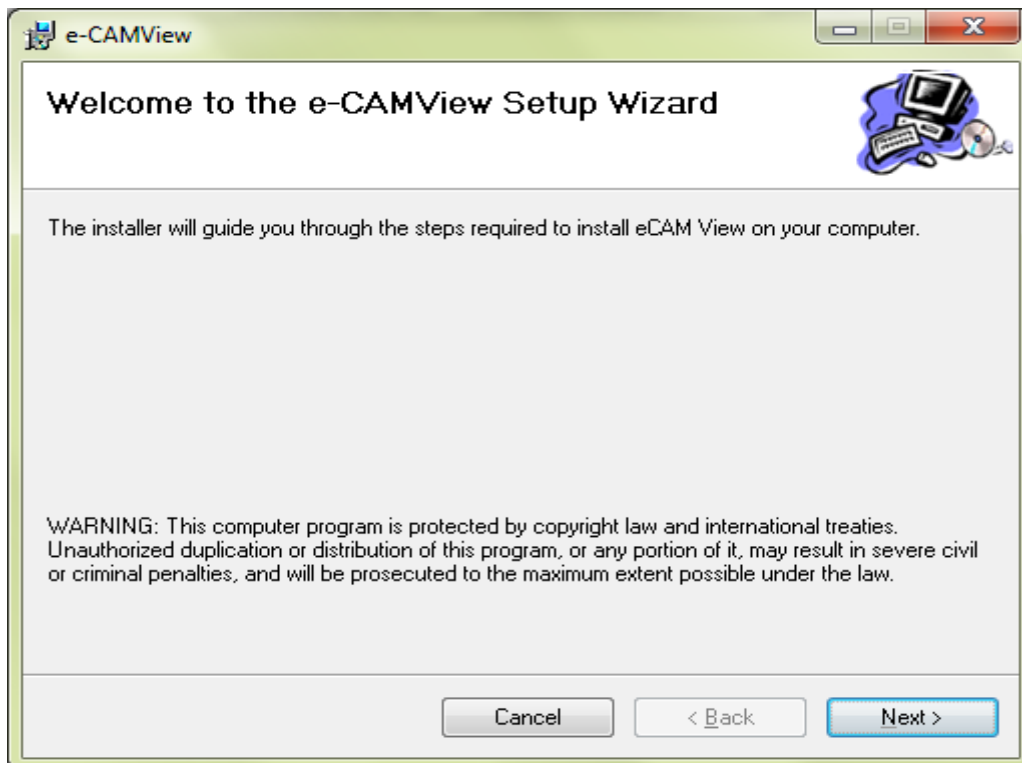 e-CAMView
Welcome to the e-CAMView Setup Wizard
The installer will guide you through the steps required to install eCAM View on your computer.
WARNING: This computer program is protected by copyright law and international treaties.
Unauthorized duplication or distribution of this program, or any portion of it, may result in severe civil
or criminal penalties, and will be prosecuted to the maximum extent possible under the law.
Cancel
< Back
Next >